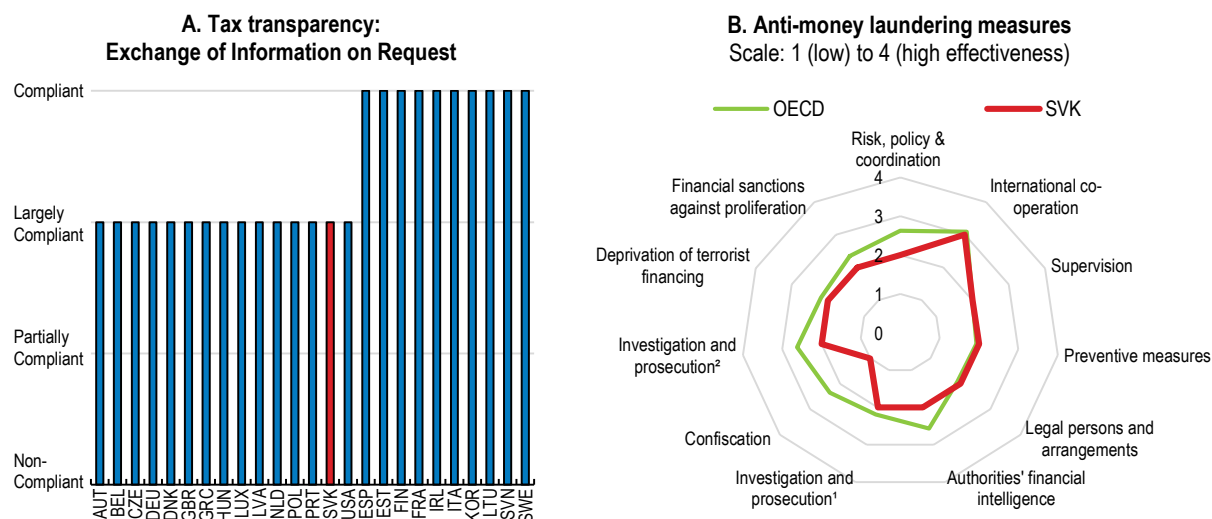 A. Tax transparency:
Exchange of Information on Request
Compliant
Largely
Compliant
Partially
Compliant
Non-
Compliant
AUT
BEL
CZE
DEU
DNK
GBR
GRC
HUN
LUX
LVA
NLD
POL
PRT
SVK
USA
ESP
EST
FIN
FRA
IRL
ITA
KOR
LTU
SVN
SWE
B. Anti-money laundering measures
Scale: 1 (low) to 4 (high effectiveness)
OECD
SVK
Risk, policy &
coordination
International co-
operation
Supervision
Preventive measures
Legal persons and
arrangements
Authorities' financial
intelligence
Investigation and
prosecution¹
Confiscation
Investigation and
prosecution²
Deprivation of terrorist
financing
Financial sanctions
against proliferation
4
3
2
1
0